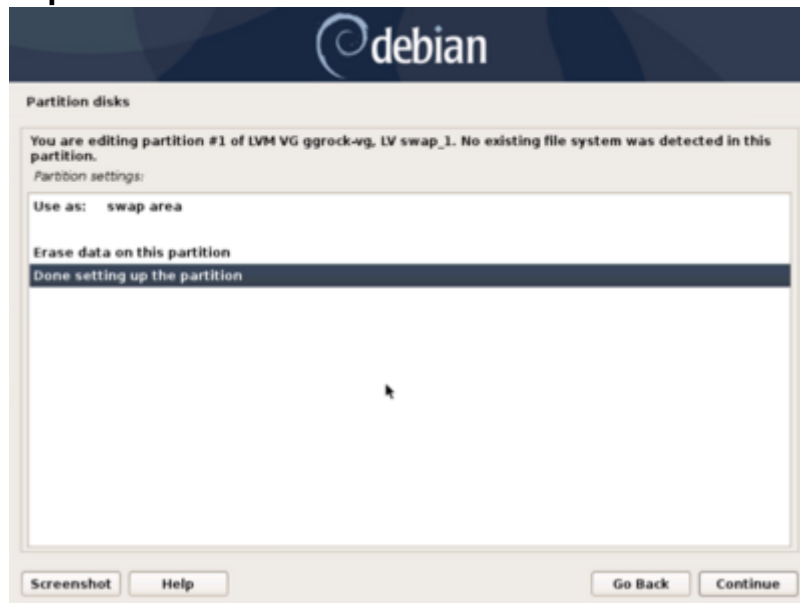 debian
Partition disks
You are editing partition #1 of LVM VG ggrock-vg, LV swap_1. No existing file system was detected in this
partition.
Partition settings:
Use as: swap area
Erase data on this partition
Done setting up the partition
Screenshot Help Go Back Continue